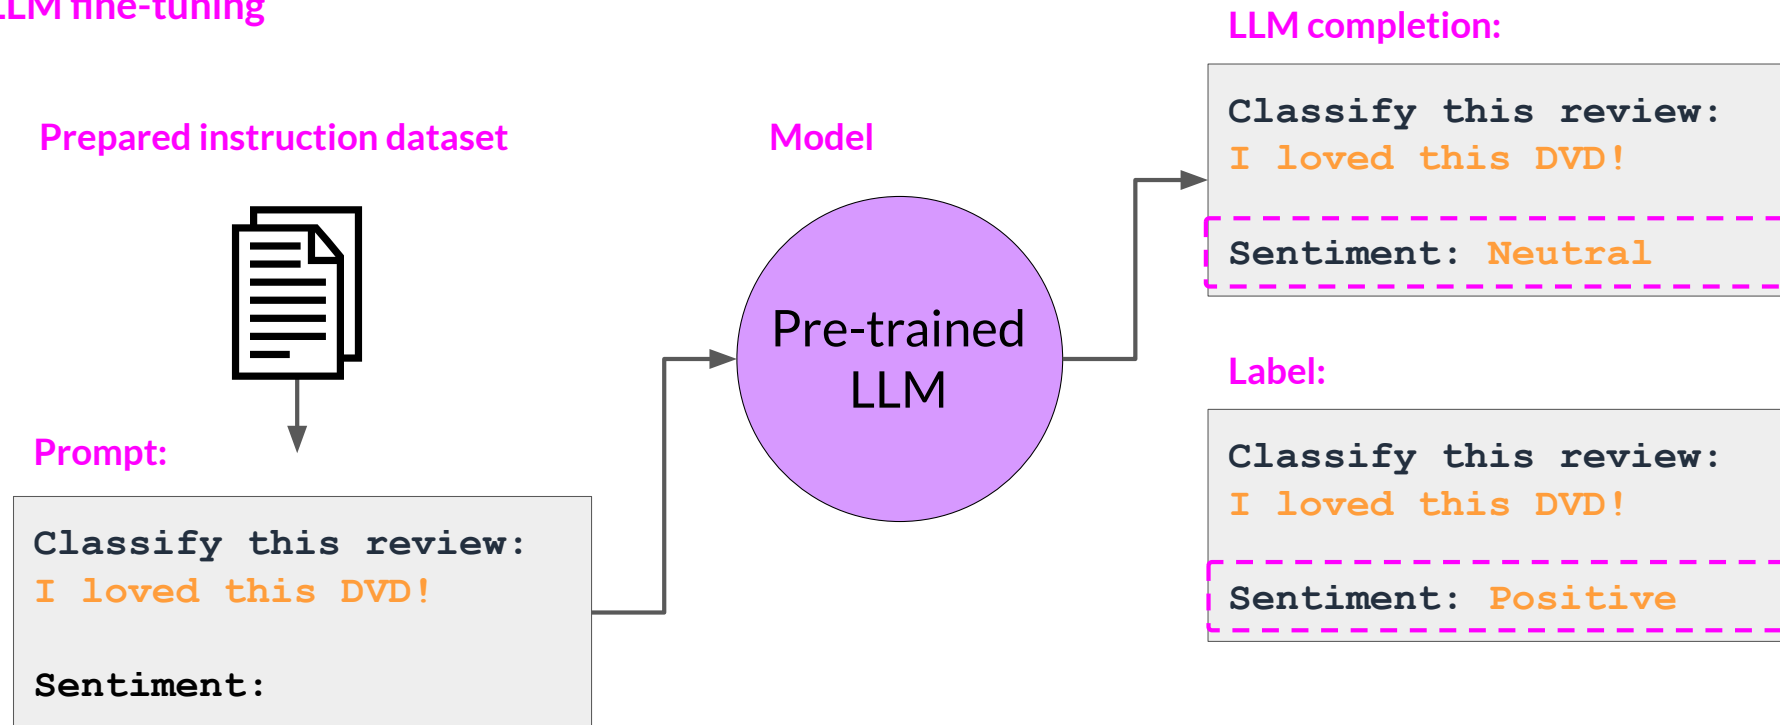 LLM fine-tuning
Prepared instruction dataset
Prompt:
Classify this review:
I loved this DVD!
Sentiment:
Model
Pre-trained
LLM
LLM completion:
Classify this review:
I loved this DVD!
Sentiment: Neutral
Label:
Classify this review:
I loved this DVD!
Sentiment: Positive